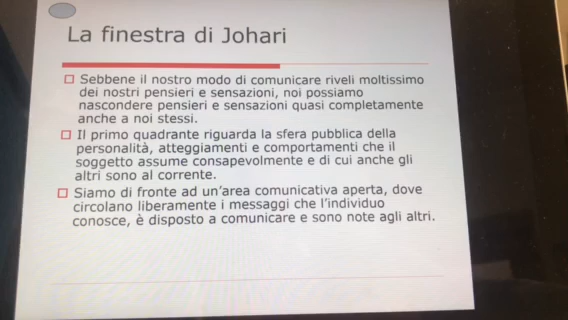 La finestra di Johari
Sebbene il nostro modo di comunicare riveli moltissimo
dei nostri pensieri e sensazioni, noi possiamo
nascondere pensieri e sensazioni quasi completamente
anche a noi stessi.
Il primo quadrante riguarda la sfera pubblica della
personalità, atteggiamenti e comportamenti che il
soggetto assume consapevolmente e di cui anche gli
altri sono al corrente.
Siamo di fronte ad un'area comunicativa aperta, dove
circolano liberamente i messaggi che l'individuo
conosce, è disposto a comunicare e sono note agli altri.